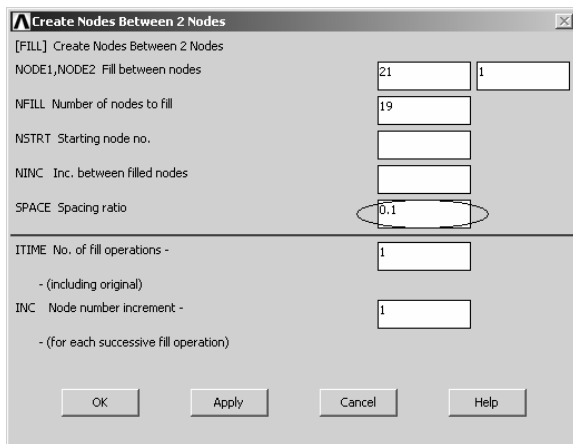 Create Nodes Between 2 Nodes
[FILL] Create Nodes Between 2 Nodes
NODE1,NODE2 Fill between nodes 21 1
NFILL Number of nodes to fill 19
NSTRT Starting node no.
NINC Inc. between filled nodes
SPACE Spacing ratio 0.1
ITIME No. of fill operations - 1
- (including original)
INC Node number increment - 1
- (for each successive fill operation)
OK Apply Cancel Help